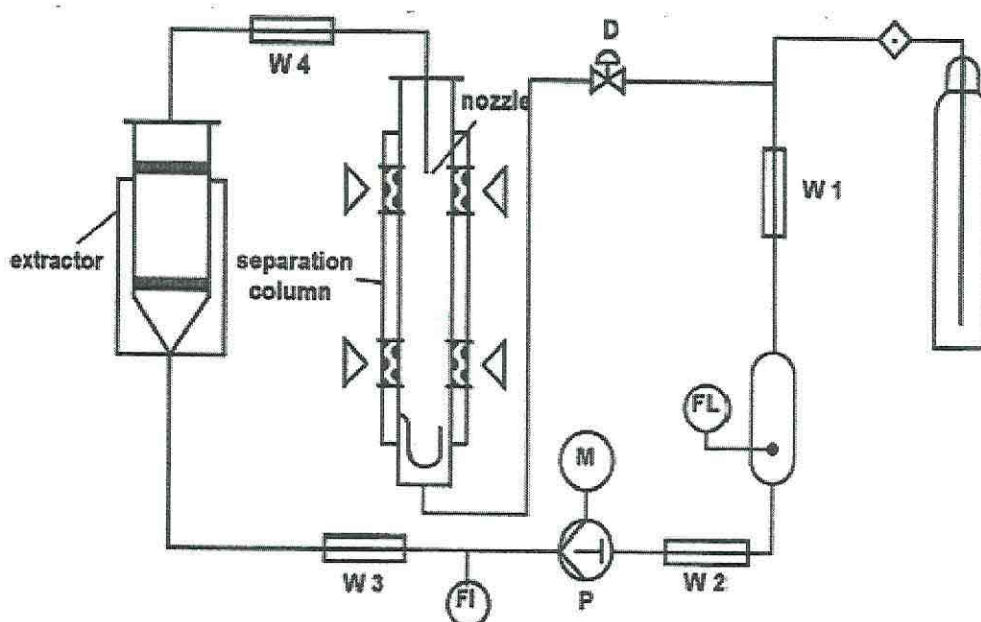 D
W 4
nozzle
W 1
extractor
separation
column
FL
M
W 3
W 2
FI
P